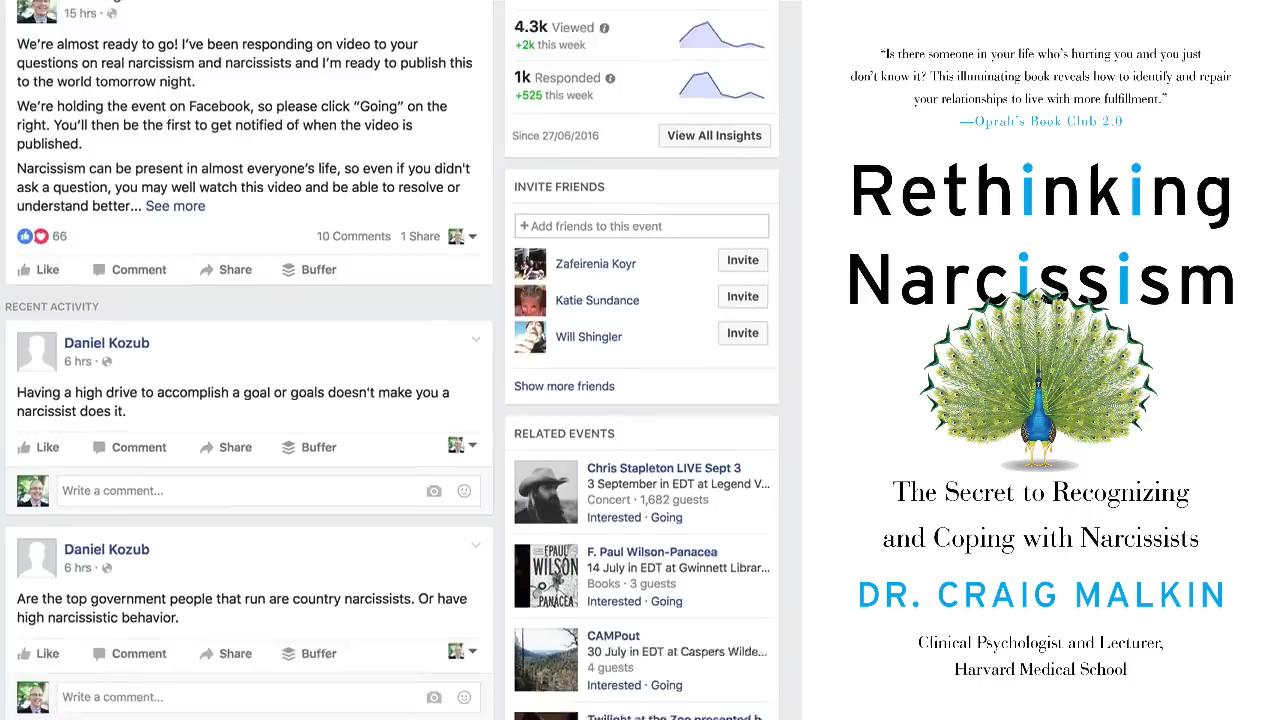 15 hrs ·
We're almost ready to go! I've been responding on video to your
questions on real narcissism and narcissists and I'm ready to publish this
to the world tomorrow night.
We're holding the event on Facebook, so please click "Going" on the
right. You'll then be the first to get notified of when the video is
published.
Narcissism can be present in almost everyone's life, so even if you didn't
ask a question, you may well watch this video and be able to resolve or
understand better... See more
66
10 Comments 1 Share
Like Comment Share Buffer
RECENT ACTIVITY
Daniel Kozub
6 hrs ·
Having a high drive to accomplish a goal or goals doesn't make you a
narcissist does it.
Like Comment Share Buffer
Write a comment...
Daniel Kozub
6 hrs ·
Are the top government people that run are country narcissists. Or have
high narcissistic behavior.
Like Comment Share Buffer
Write a comment...
4.3k Viewed
+2k this week
1k Responded
+525 this week
Since 27/06/2016 View All Insights
INVITE FRIENDS
+ Add friends to this event
Zafeirenia Koyr Invite
Katie Sundance Invite
Will Shingler Invite
Show more friends
RELATED EVENTS
Chris Stapleton LIVE Sept 3
3 September in EDT at Legend V...
Concert · 1,682 guests
Interested · Going
F. PAUL
WILSON
PANACEA
F. Paul Wilson-Panacea
14 July in EDT at Gwinnett Librar...
Books · 3 guests
Interested · Going
CAMPout
30 July in EDT at Caspers Wilde...
4 guests
Interested · Going
Twilight at the Zoo presented b
"Is there someone in your life who's hurting you and you just
don't know it? This illuminating book reveals how to identify and repair
your relationships to live with more fulfillment."
—Oprah's Book Club 2.0
Rethinking
Narcissism
The Secret to Recognizing
and Coping with Narcissists
DR. CRAIG MALKIN
Clinical Psychologist and Lecturer,
Harvard Medical School